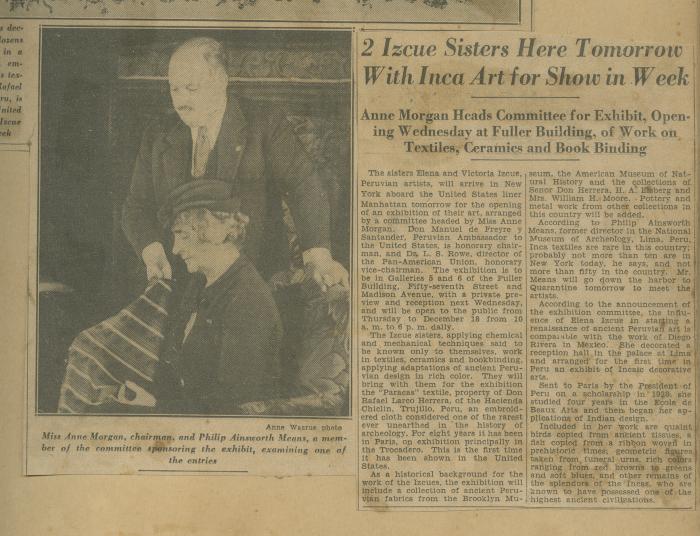 s dec-
dozens
in a
em-
s tex-
Rafael
ru, is
United
Izcue
eek
Anne Wazrus photo
Miss Anne Morgan, chairman, and Philip Ainsworth Means, a mem-
ber of the committee sponsoring the exhibit, examining one of
the entries
2 Izcue Sisters Here Tomorrow
With Inca Art for Show in Week
Anne Morgan Heads Committee for Exhibit, Open-
ing Wednesday at Fuller Building, of Work on
Textiles, Ceramics and Book Binding
The sisters Elena and Victoria Izcue,
Peruvian artists, will arrive in New
York aboard the United States liner
Manhattan tomorrow for the opening
of an exhibition of their art, arranged
by a committee headed by Miss Anne
Morgan. Don Manuel de Freyre y
Santander, Peruvian Ambassador to
the United States, is honorary chair-
man, and Dr. L. S. Rowe, director of
the Pan-American Union, honorary
vice-chairman. The exhibition is to
be in Galleries 5 and 6 of the Fuller
Building, Fifty-seventh Street and
Madison Avenue, with a private pre
view and reception next Wednesday,
and will be open to the public from
Thursday to December 18 from 10
a. m. to 6 p. m. daily.
The Izcue sisters, applying chemical
and mechanical techniques said to
be known only to themselves, work
in textiles, ceramics and bookbinding,
applying adaptations of ancient Peru-
vian design in rich color. They will
bring with them for the exhibition
the "Paracas" textile, property of Don
Rafael Larco Herrera, of the Hacienda
Chiclin, Trujillo, Peru, an embroid-
ered cloth considered one of the rarest
ever unearthed in the history of
archeology. For eight years it has been
in Paris, on exhibition principally in
the Trocadero. This is the first time
it has been shown in the United
States.
As a historical background for the
work of the Izcues, the exhibition will
include a collection of ancient Peru-
vian fabrics from the Brooklyn Mu-
seum, the American Museum of Nat-
ural History and the collections of
Senor Don Herrera, H. A. Elsberg and
Mrs. William H. Moore. Pottery and
metal work from other collections in
this country will be added.
According to Philip Ainsworth
Means, former director in the National
Museum of Archeology, Lima, Peru,
Inca textiles are rare in this country;
probably not more than ten are in
New York today, he says, and not
more than fifty in the country. Mr.
Means will go down the harbor to
Quarantine tomorrow to meet the
artists.
According to the announcement of
the exhibition committee, the influ-
ence of Elena Izcue in starting a
renaissance of ancient Peruvian art is
comparable with the work of Diego
Rivera in Mexico. She decorated a
reception hall in the palace at Lima
and arranged for the first time in
Peru an exhibit of Incaic decorative
arts.
Sent to Paris by the President of
Peru on a scholarship in 1928, she
studied four years in the Ecole de
Beaux Arts and then began her ap-
plications of Indian design.
Included in her work are quaint
birds copied from ancient tissues, a
fish copied from a ribbon woven in
prehistoric times, geometric figures
taken from funeral urns, rich colors
ranging from red browns to greens
and soft blues, and other remains of
the splendors of the Incas, who are
known to have possessed one of the
highest ancient civilizations.